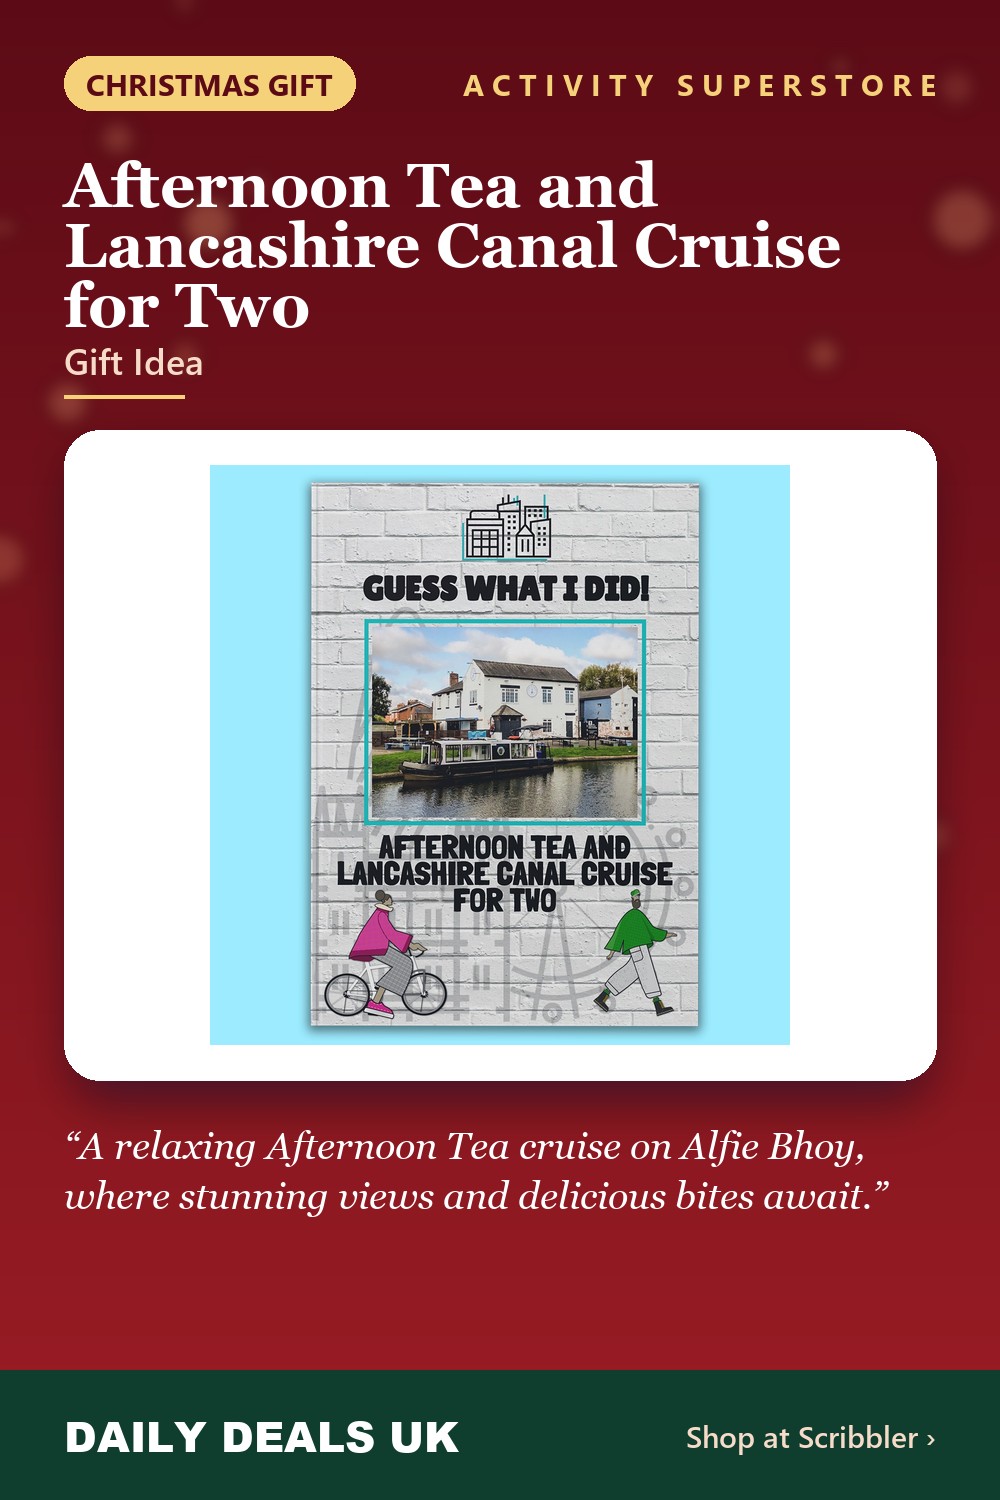 CHRISTMAS GIFT
ACTIVITY SUPERSTORE
Afternoon Tea and
Lancashire Canal Cruise
for Two
Gift Idea
GUESS WHAT I DID!
AFTERNOON TEA AND
LANCASHIRE CANAL CRUISE
FOR TWO
“A relaxing Afternoon Tea cruise on Alfie Bhoy,
where stunning views and delicious bites await.”
DAILY DEALS UK
Shop at Scribbler ›